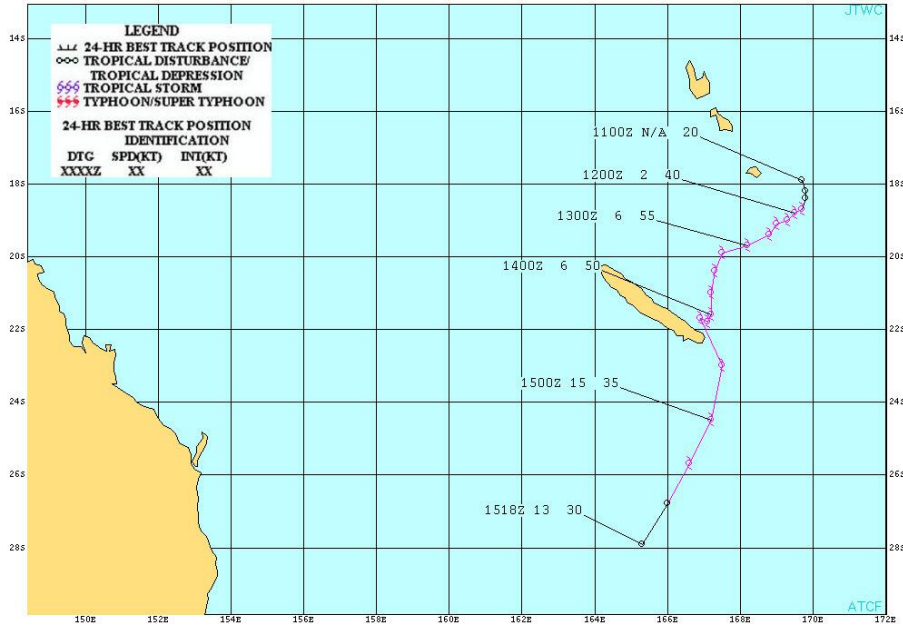 JTWC
LEGEND
24-HR BEST TRACK POSITION
TROPICAL DISTURBANCE/
TROPICAL DEPRESSION
TROPICAL STORM
TYPHOON/SUPER TYPHOON
24-HR BEST TRACK POSITION
IDENTIFICATION
DTG SPD(KT) INT(KT)
XXXXZ XX XX
14S 14S
16S 16S
1100Z N/A 20
18S 18S
1200Z 2 40
1300Z 6 55
20S 20S
1400Z 6 50
22S 22S
1500Z 15 35
24S 24S
26S 26S
1518Z 13 30
28S 28S
ATCF
150E 152E 154E 156E 158E 160E 162E 164E 166E 168E 170E 172E